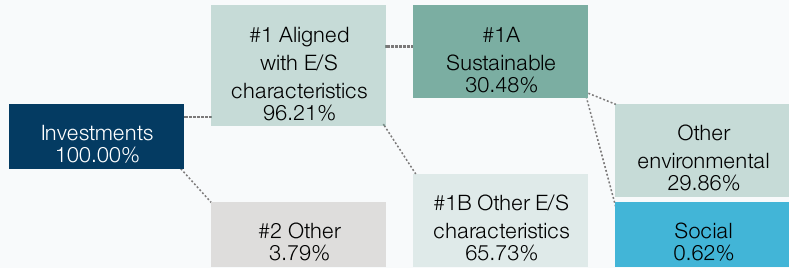 Investments
100.00%
#1 Aligned
with E/S
characteristics
96.21%
#2 Other
3.79%
#1A
Sustainable
30.48%
#1B Other E/S
characteristics
65.73%
Other
environmental
29.86%
Social
0.62%